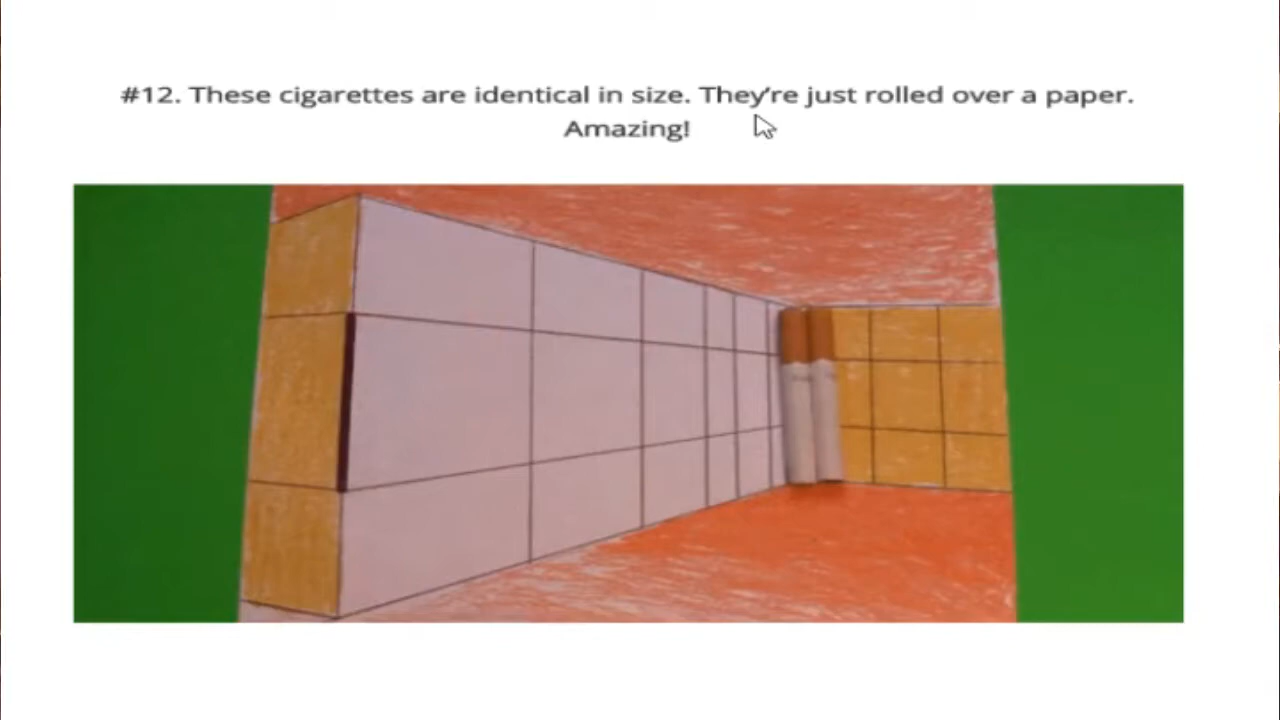 #12. These cigarettes are identical in size. They’re just rolled over a paper.
Amazing!